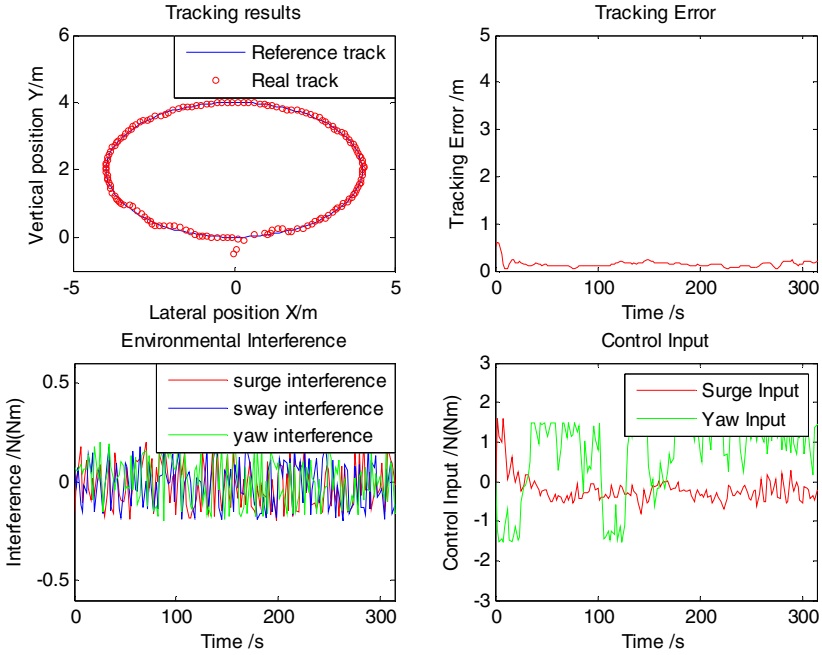 Tracking results
6
4
2
0
-5
0
5
Vertical position Y/m
Lateral position X/m
Reference track
Real track
Tracking Error
5
4
3
2
1
0
0
100
200
300
Tracking Error /m
Time /s
Environmental Interference
0.5
0
-0.5
0
100
200
300
Interference /N(Nm)
Time /s
surge interference
sway interference
yaw interference
Control Input
3
2
1
0
-1
-2
-3
0
100
200
300
Control Input /N(Nm)
Time /s
Surge Input
Yaw Input